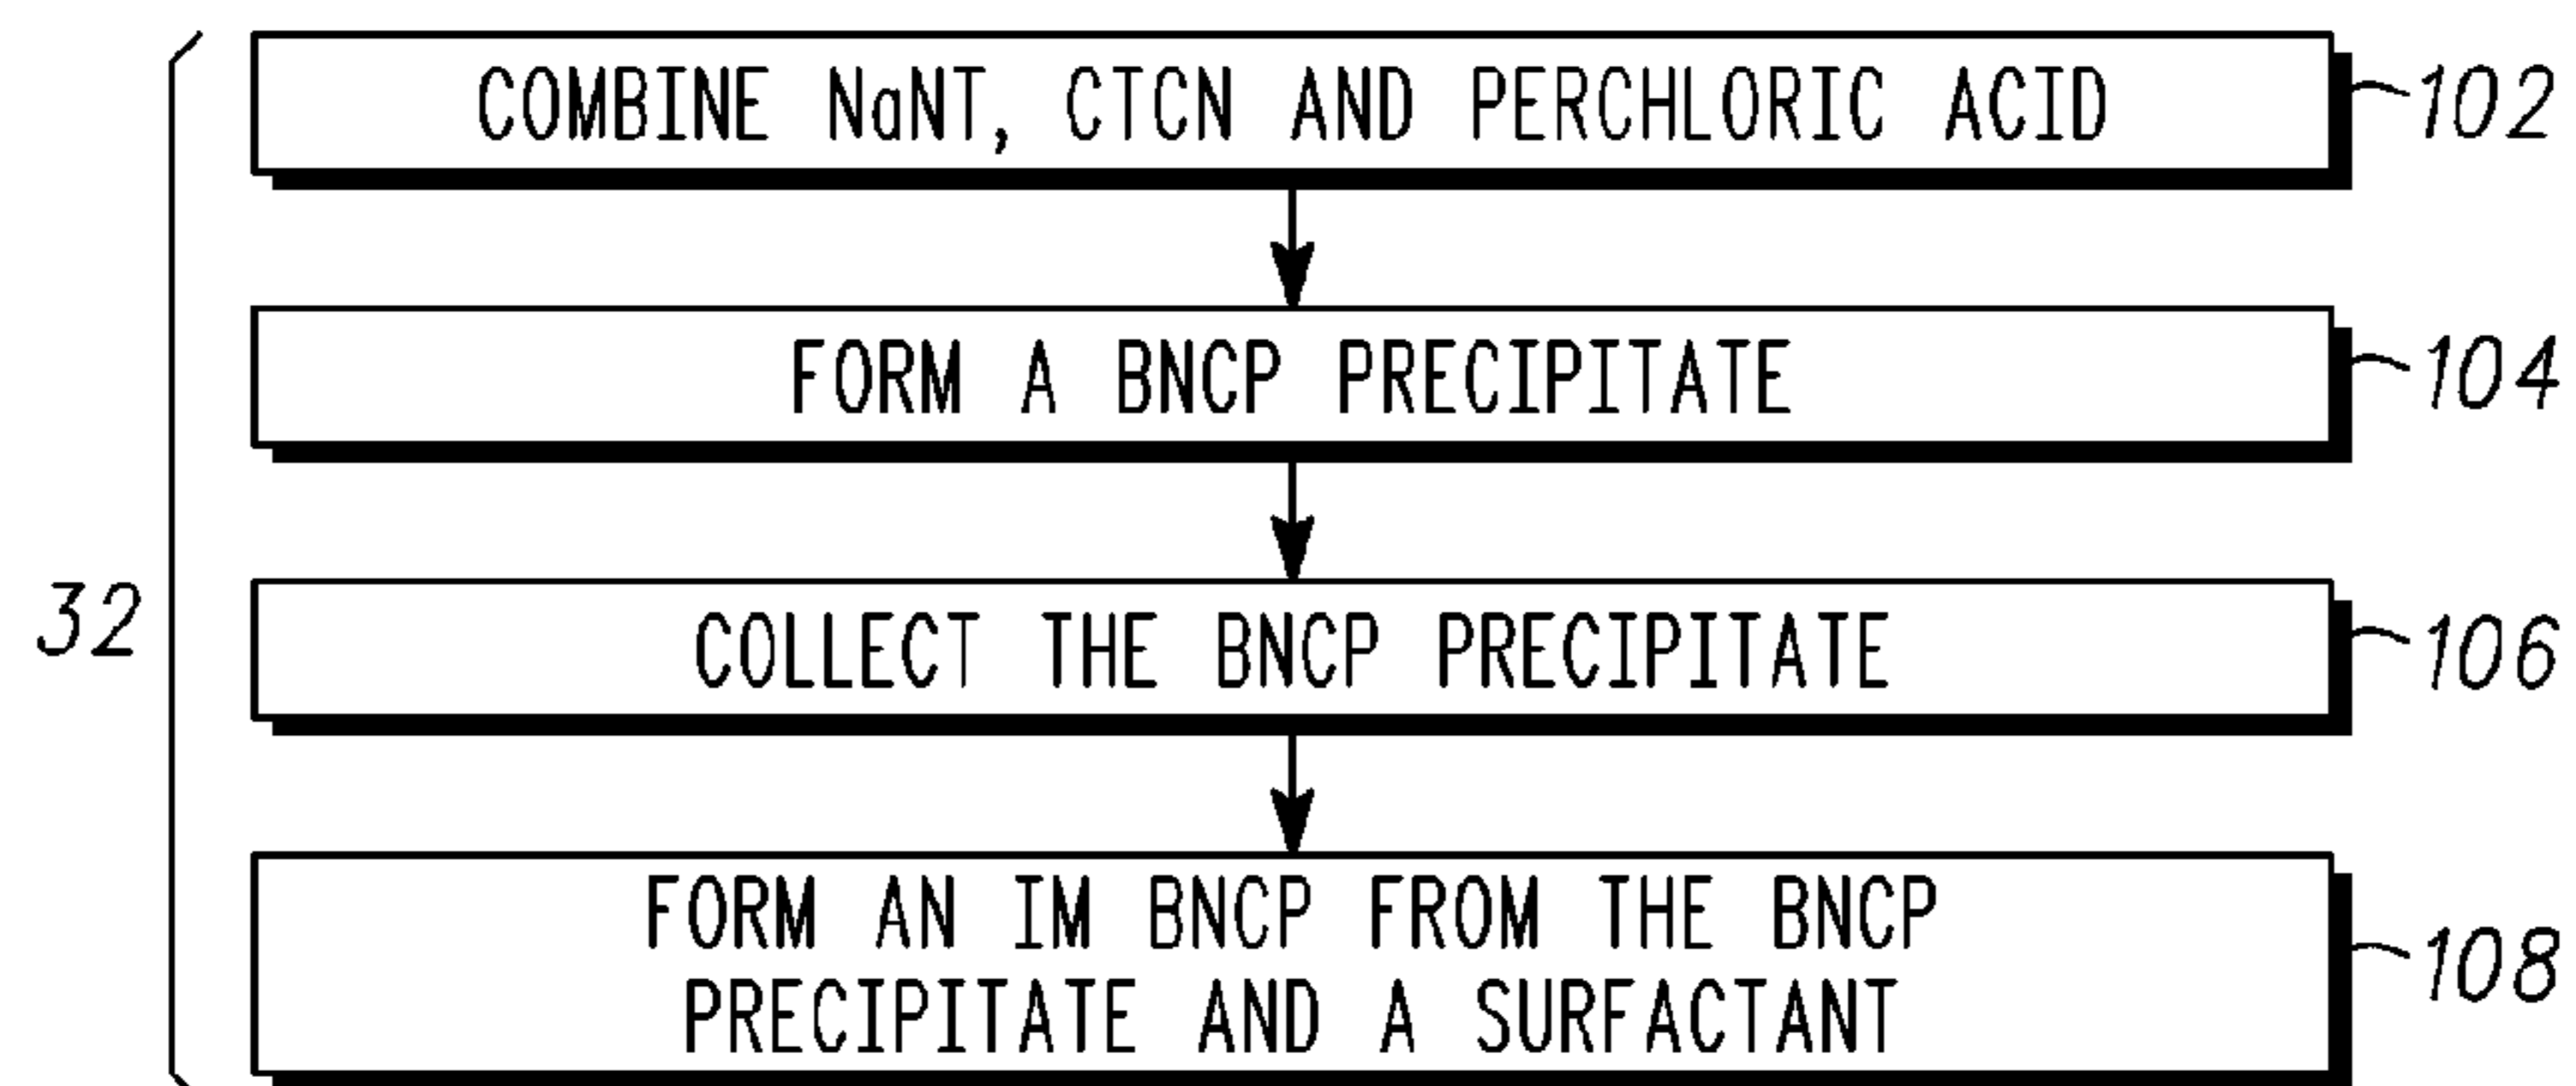 COMBINE NaNT, CTCN AND PERCHLORIC ACID
102
FORM A BNCP PRECIPITATE
104
32
COLLECT THE BNCP PRECIPITATE
106
FORM AN IM BNCP FROM THE BNCP
PRECIPITATE AND A SURFACTANT
108